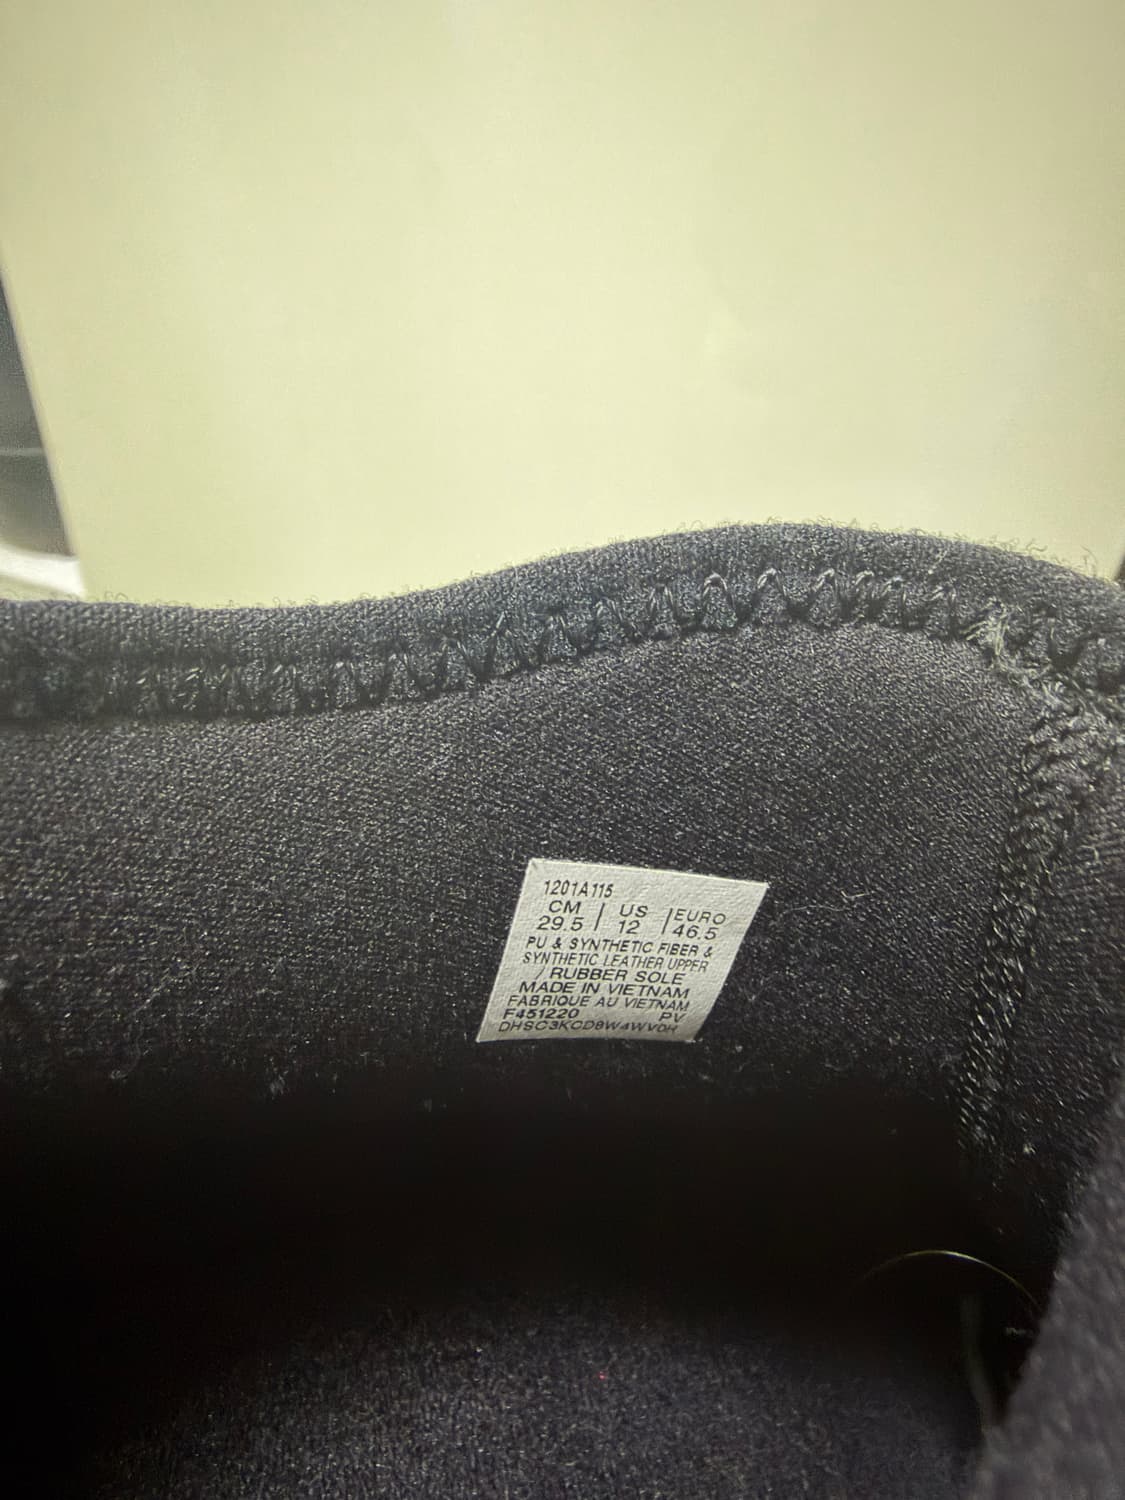 1201A115
CM | US | EURO
29.5 | 12 | 46.5
PU & SYNTHETIC FIBER &
SYNTHETIC LEATHER UPPER
/ RUBBER SOLE
MADE IN VIETNAM
FABRIQUE AU VIETNAM
F451220 PV